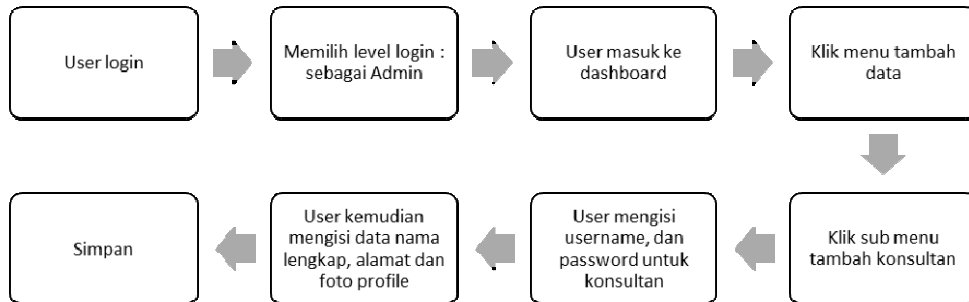 User login
Memilih level login :
sebagai Admin
User masuk ke
dashboard
Klik menu tambah
data
Klik sub menu
tambah konsultan
User mengisi
username, dan
password untuk
konsultan
User kemudian
mengisi data nama
lengkap, alamat dan
foto profile
Simpan